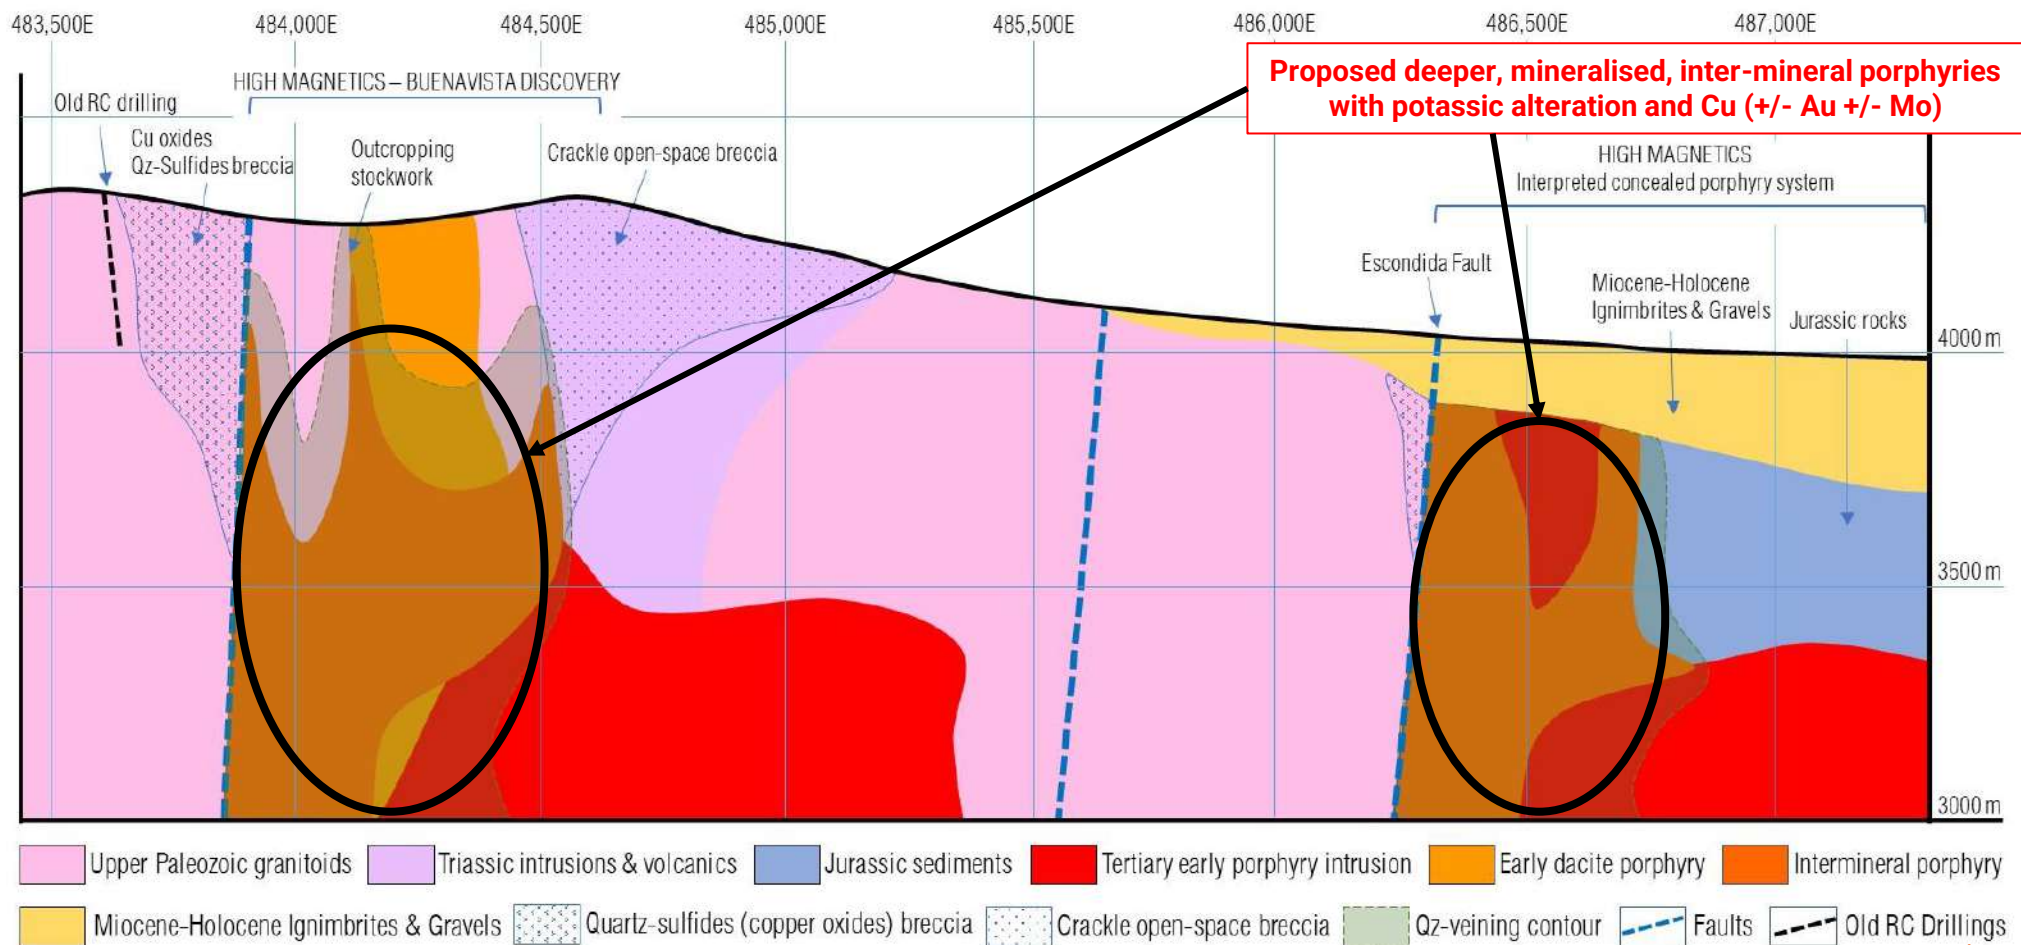 483,500E 484,000E 484,500E 485,000E 485,500E 486,000E 486,500E 487,000E
Proposed deeper, mineralised, inter-mineral porphyries
with potassic alteration and Cu (+/- Au +/- Mo)
HIGH MAGNETICS – BUENAVISTA DISCOVERY
Old RC drilling
Cu oxides
Qz-Sulfides breccia
Outcropping
stockwork
Crackle open-space breccia
HIGH MAGNETICS
Interpreted concealed porphyry system
Escondida Fault
Miocene-Holocene
Ignimbrites & Gravels
Jurassic rocks
4000 m
3500 m
3000 m
Upper Paleozoic granitoids
Triassic intrusions & volcanics
Jurassic sediments
Tertiary early porphyry intrusion
Early dacite porphyry
Intermineral porphyry
Miocene-Holocene Ignimbrites & Gravels
Quartz-sulfides (copper oxides) breccia
Crackle open-space breccia
Qz-veining contour
Faults
Old RC Drillings